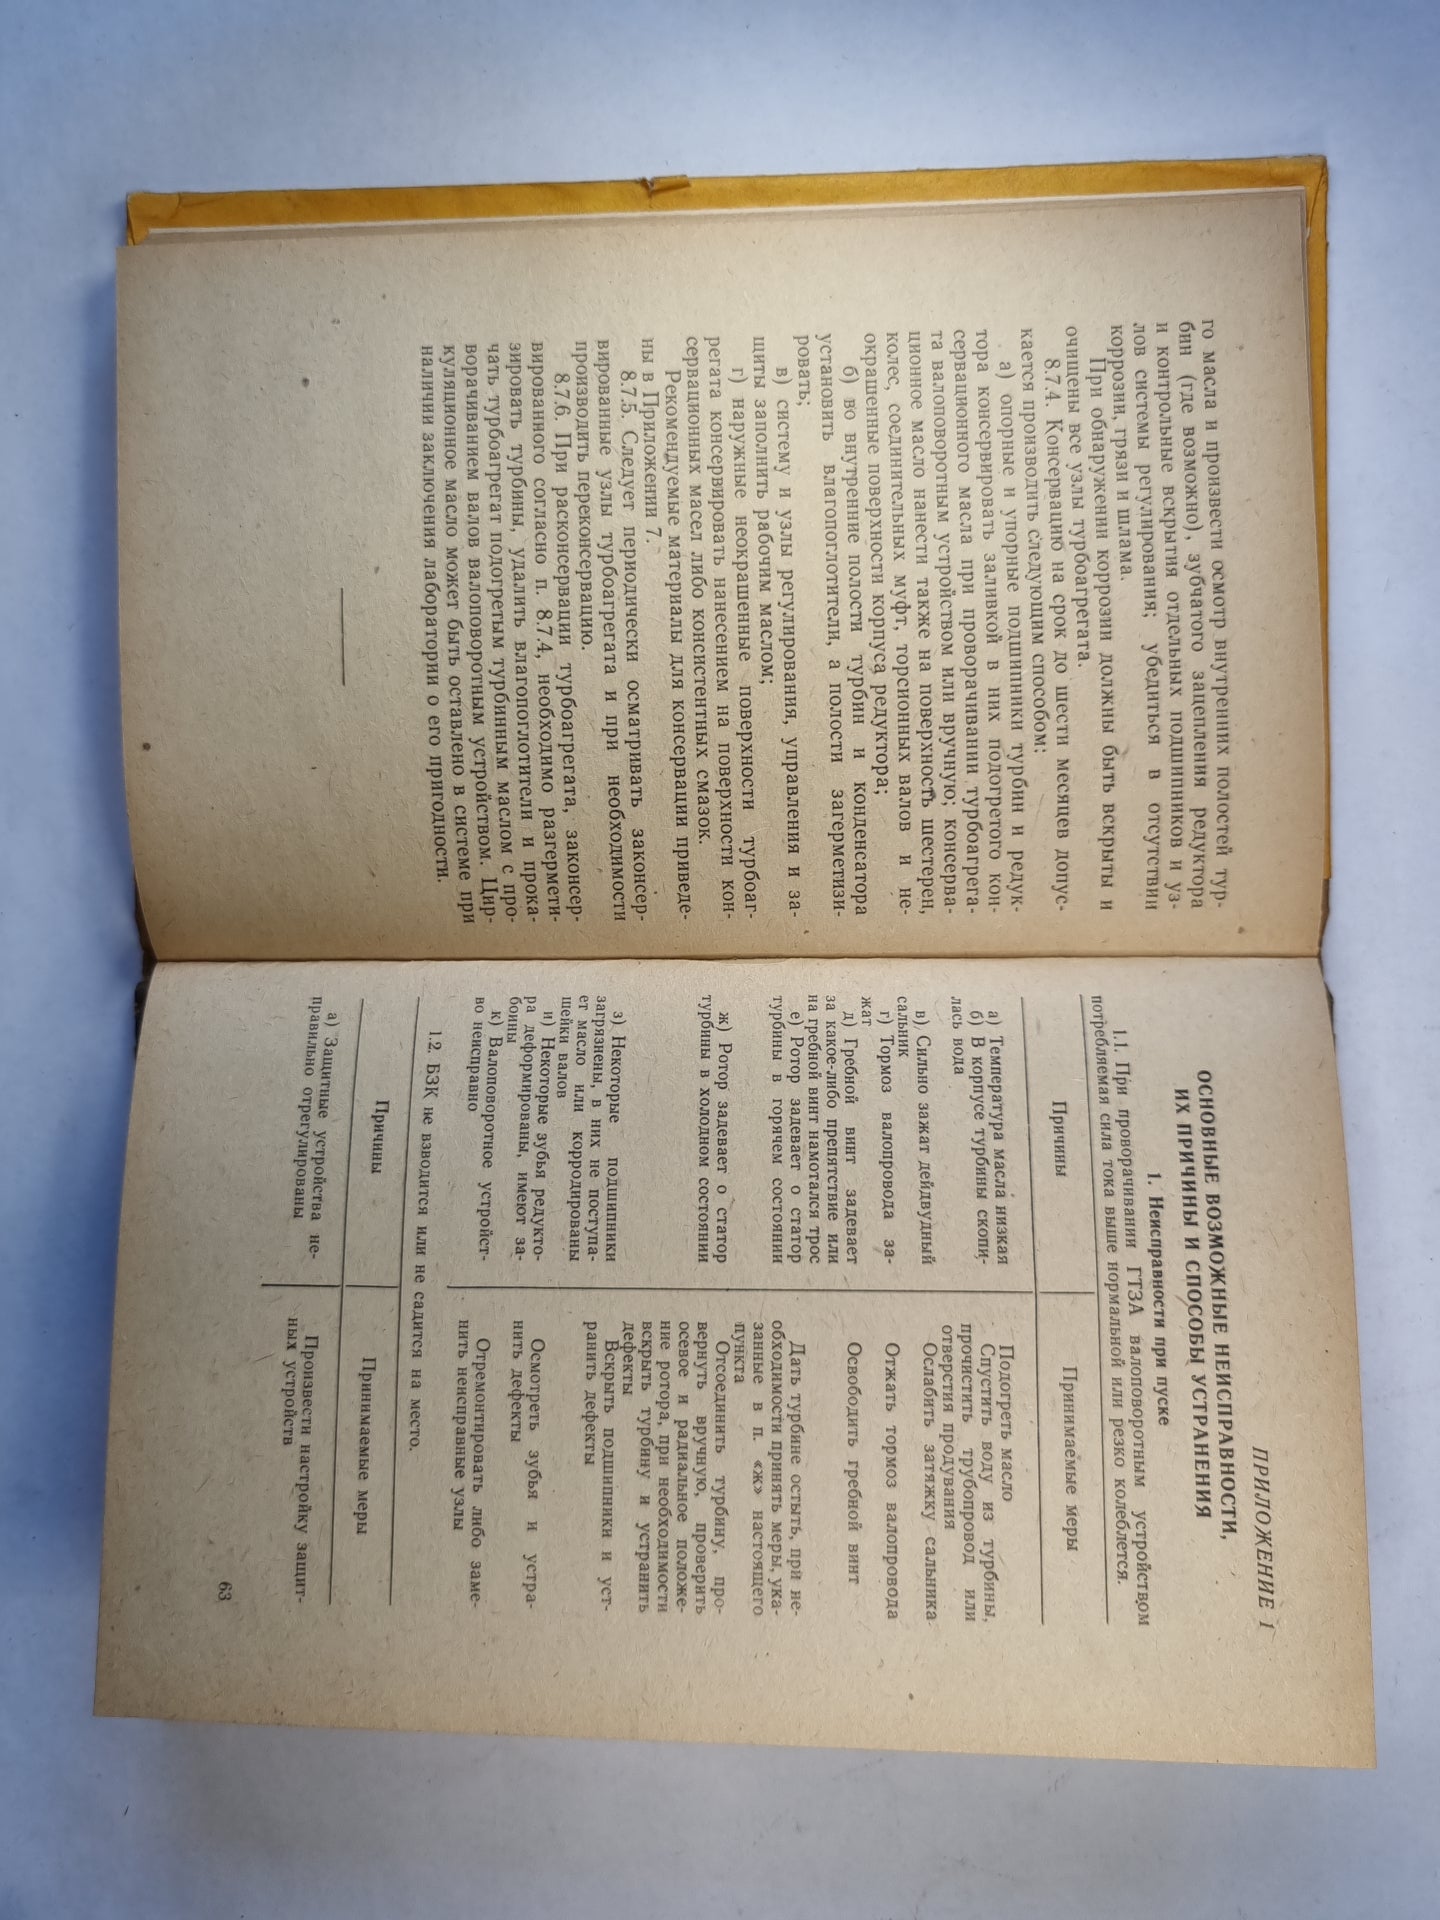 го масла и произвести осмотр внутренних полостей тур-
бин (где возможно), зубчатого зацепления редуктора
и контрольные вскрытия отдельных подшипников и уз-
лов системы регулирования; убедиться в отсутствии
коррозии, грязи и шлама.
При обнаружении коррозии должны быть вскрыты и
очищены все узлы турбоагрегата.
8.7.4. Консервацию на срок до шести месяцев допус-
кается производить следующим способом:
а) опорные и упорные подшипники турбин и редук-
тора консервировать заливкой в них подогретого кон-
сервационного масла при проворачивании турбоагрега-
та валоповоротным устройством или вручную; консерва-
ционное масло нанести также на поверхность шестерен,
колес, соединительных муфт, торсионных валов и не-
окрашенные поверхности корпуса редуктора;
б) во внутренние полости турбин и конденсатора
установить влагопоглотители, а полости загерметизи-
ровать;
в) систему и узлы регулирования, управления и за-
щиты заполнить рабочим маслом;
г) наружные неокрашенные поверхности турбоаг-
регата консервировать нанесением на поверхности кон-
сервационных масел либо консистентных смазок.
Рекомендуемые материалы для консервации приведе-
ны в Приложении 7.
8.7.5. Следует периодически осматривать законсер-
вированные узлы турбоагрегата и при необходимости
производить переконсервацию.
8.7.6. При расконсервации турбоагрегата, законсер-
вированного согласно п. 8.7.4, необходимо разгермети-
зировать турбины, удалить влагопоглотители и прока-
чать турбоагрегат подогретым турбинным маслом с про-
ворачиванием валов валоповоротным устройством. Цир-
куляционное масло может быть оставлено в системе при
наличии заключения лаборатории о его пригодности.
ПРИЛОЖЕНИЕ 1
ОСНОВНЫЕ ВОЗМОЖНЫЕ НЕИСПРАВНОСТИ,
ИХ ПРИЧИНЫ И СПОСОБЫ УСТРАНЕНИЯ
1. Неисправности при пуске
1.1. При проворачивании ГТЗА валоповоротным устройством
потребляемая сила тока выше нормальной или резко колеблется.
Причины
Принимаемые меры
а) Температура масла низкая
Подогреть масло
б) В корпусе турбины скопи-
лась вода
Спустить воду из турбины,
прочистить трубопровод или
отверстия продувания
в) Сильно зажат дейдвудный
сальник
Ослабить затяжку сальника
г) Тормоз валопровода за-
жат
Отжать тормоз валопровода
д) Гребной винт задевает
за какое-либо препятствие или
на гребной винт намотался трос
Освободить гребной винт
е) Ротор задевает о статор
турбины в горячем состоянии
Дать турбине остыть, при не-
обходимости принять меры, ука-
занные в п. «ж» настоящего
пункта
ж) Ротор задевает о статор
турбины в холодном состоянии
Отсоединить турбину, про-
вернуть вручную, проверить
осевое и радиальное положе-
ние ротора, при необходимости
вскрыть турбину и устранить
дефекты
з) Некоторые подшипники
загрязнены, в них не поступа-
ет масло или корродированы
шейки валов
Вскрыть подшипники и уст-
ранить дефекты
и) Некоторые зубья редукто-
ра деформированы, имеют за-
боины
Осмотреть зубья и устра-
нить дефекты
к) Валоповоротное устройст-
во неисправно
Отремонтировать либо заме-
нить неисправные узлы
1.2. БЗК не взводится или не садится на место.
Причины
Принимаемые меры
а) Защитные устройства не-
правильно отрегулированы
Произвести настройку защит-
ных устройств
63